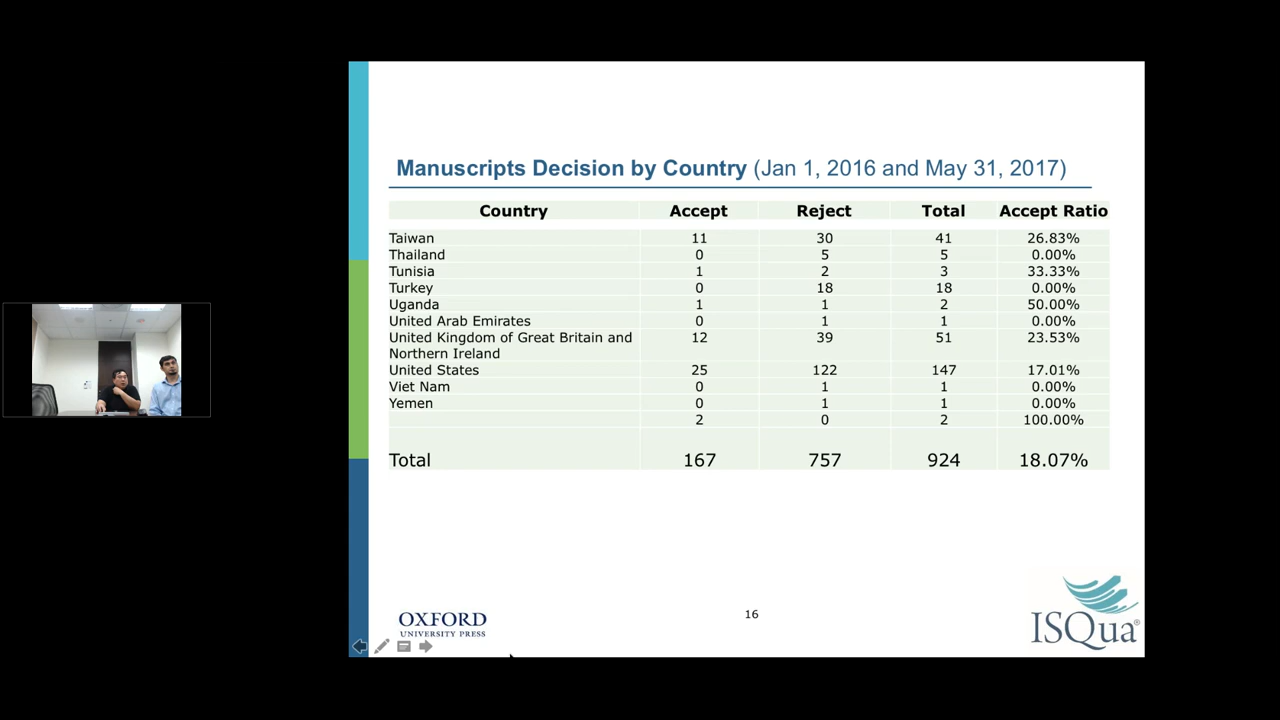 Manuscripts Decision by Country (Jan 1, 2016 and May 31, 2017)
Country Accept Reject Total Accept Ratio
Taiwan 11 30 41 26.83%
Thailand 0 5 5 0.00%
Tunisia 1 2 3 33.33%
Turkey 0 18 18 0.00%
Uganda 1 1 2 50.00%
United Arab Emirates 0 1 1 0.00%
United Kingdom of Great Britain and 12 39 51 23.53%
Northern Ireland
United States 25 122 147 17.01%
Viet Nam 0 1 1 0.00%
Yemen 0 1 1 0.00%
2 0 2 100.00%
Total 167 757 924 18.07%
16
OXFORD
UNIVERSITY PRESS
ISQua®